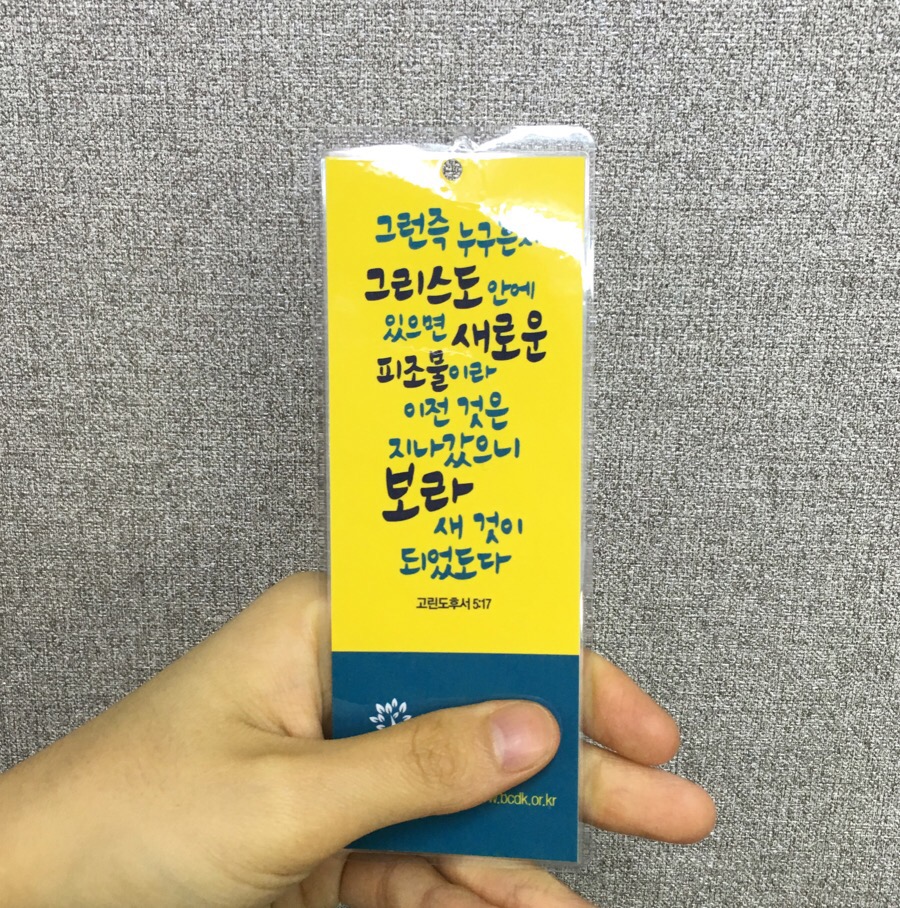 그런즉 누구든지
그리스도 안에
있으면 새로운
피조물이라
이전 것은
지나갔으니
보라
새 것이
되었도다
고린도후서 5:17
bcdk.or.kr